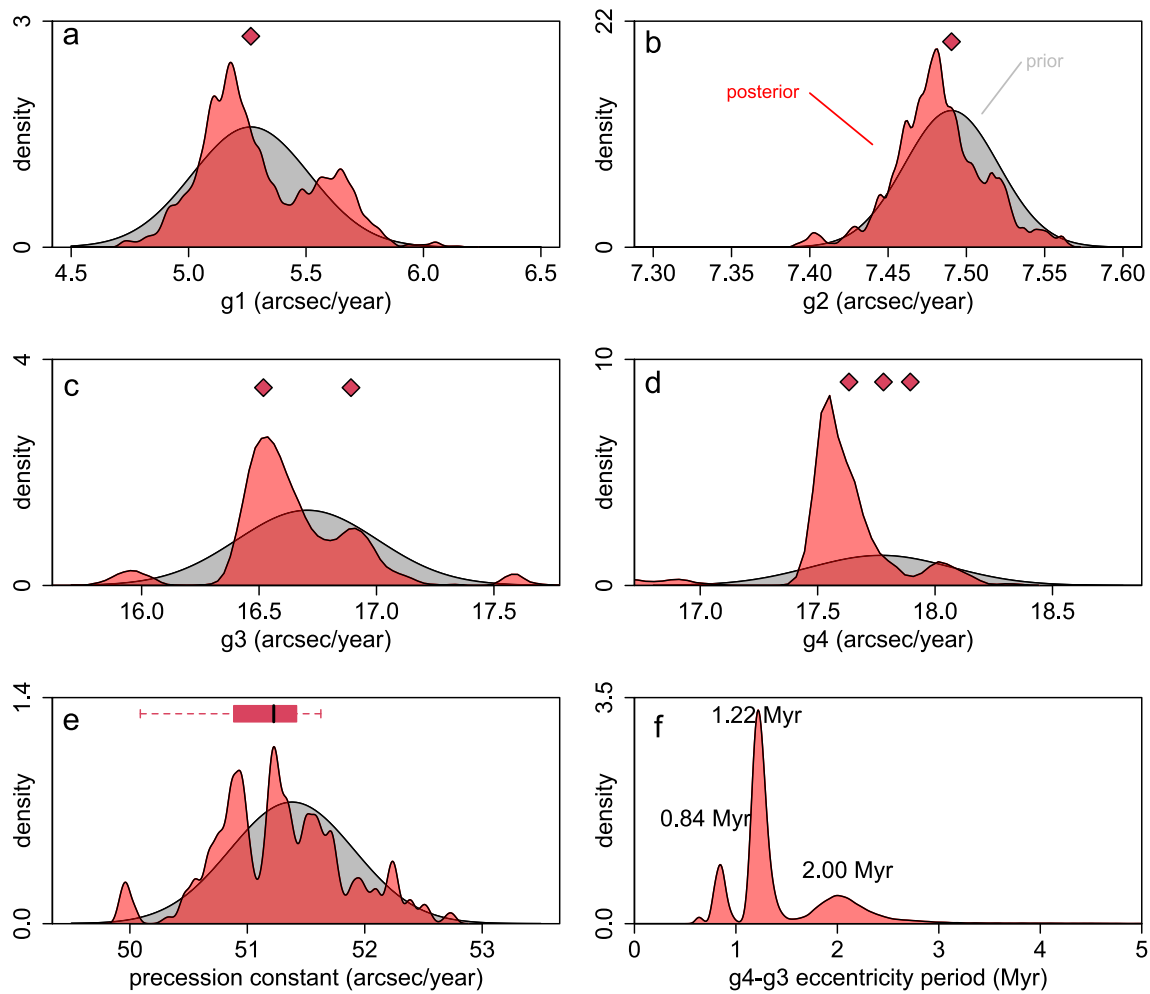 3
a
density
0
4.5 5.0 5.5 6.0 6.5
g1 (arcsec/year)
22
b
prior
posterior
density
0
7.30 7.35 7.40 7.45 7.50 7.55 7.60
g2 (arcsec/year)
4
c
density
0
16.0 16.5 17.0 17.5
g3 (arcsec/year)
10
d
density
0
17.0 17.5 18.0 18.5
g4 (arcsec/year)
1.4
e
density
0.0
50 51 52 53
precession constant (arcsec/year)
3.5
f
1.22 Myr
0.84 Myr
2.00 Myr
density
0.0
0 1 2 3 4 5
g4-g3 eccentricity period (Myr)